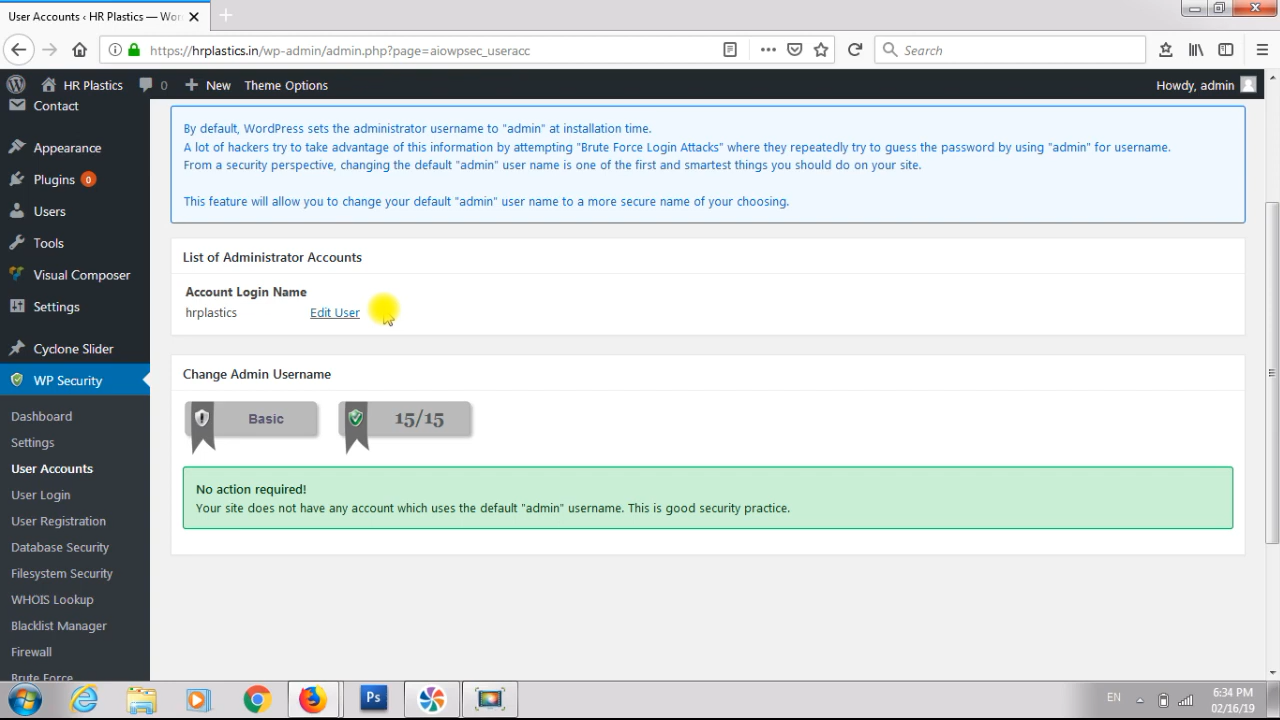 User Accounts ‹ HR Plastics — Wor
https://hrplastics.in/wp-admin/admin.php?page=aiowpsec_useracc
Search
HR Plastics
0
New
Theme Options
Howdy, admin
Contact
Appearance
Plugins 0
Users
Tools
Visual Composer
Settings
Cyclone Slider
WP Security
Dashboard
Settings
User Accounts
User Login
User Registration
Database Security
Filesystem Security
WHOIS Lookup
Blacklist Manager
Firewall
Brute Force
By default, WordPress sets the administrator username to "admin" at installation time.
A lot of hackers try to take advantage of this information by attempting "Brute Force Login Attacks" where they repeatedly try to guess the password by using "admin" for username.
From a security perspective, changing the default "admin" user name is one of the first and smartest things you should do on your site.
This feature will allow you to change your default "admin" user name to a more secure name of your choosing.
List of Administrator Accounts
Account Login Name
hrplastics Edit User
Change Admin Username
Basic
15/15
No action required!
Your site does not have any account which uses the default "admin" username. This is good security practice.
Ps
EN
6:34 PM
02/16/19